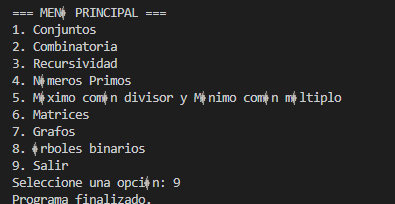 === MEN� PRINCIPAL ===
1. Conjuntos
2. Combinatoria
3. Recursividad
4. N�meros Primos
5. M�ximo com�n divisor y M�nimo com�n m�ltiplo
6. Matrices
7. Grafos
8. �rboles binarios
9. Salir
Seleccione una opci�n: 9
Programa finalizado.